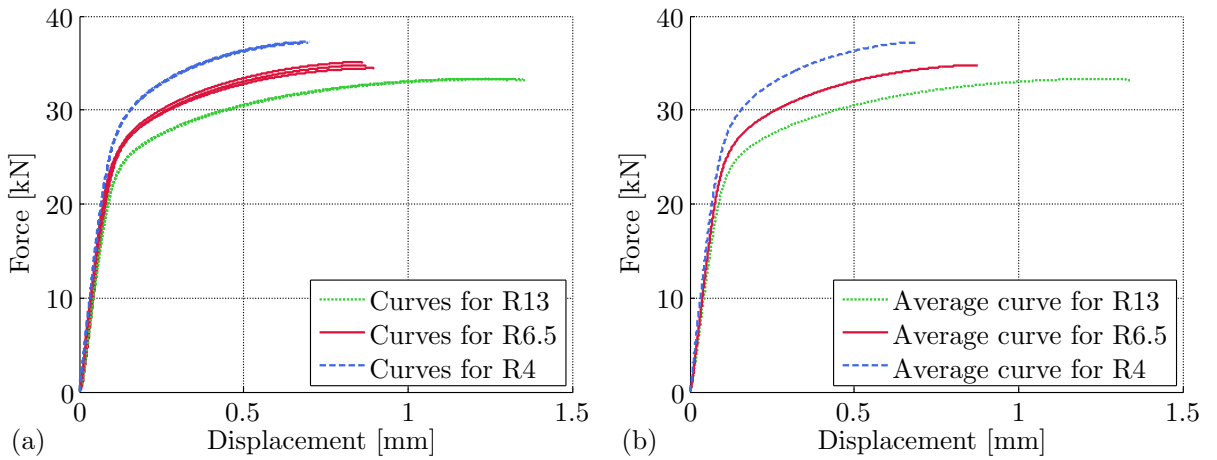 40
30
20
10
0
Force [kN]
Curves for R13
Curves for R6.5
Curves for R4
0
0.5
1
1.5
Displacement [mm]
(a)
40
30
20
10
0
Force [kN]
Average curve for R13
Average curve for R6.5
Average curve for R4
0
0.5
1
1.5
Displacement [mm]
(b)